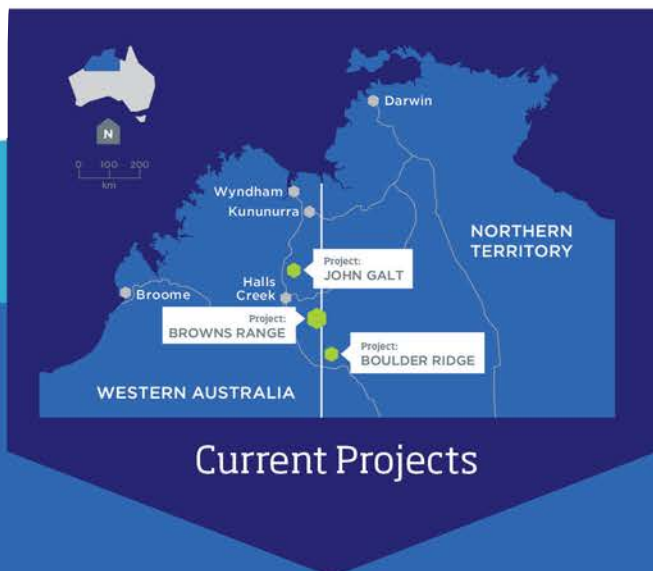 N
0 100 200
km
Darwin
Wyndham
Kununurra
NORTHERN
TERRITORY
Project:
JOHN GALT
Halls
Creek
Broome
Project:
BROWNS RANGE
Project:
BOULDER RIDGE
WESTERN AUSTRALIA
Current Projects